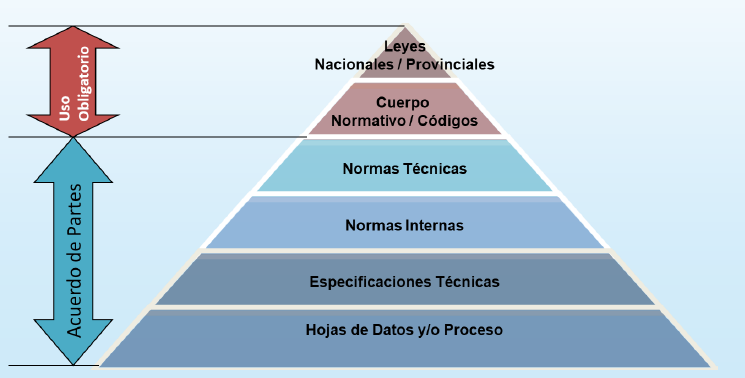 Uso
Obligatorio
Acuerdo de Partes
Leyes
Nacionales / Provinciales
Cuerpo
Normativo / Códigos
Normas Técnicas
Normas Internas
Especificaciones Técnicas
Hojas de Datos y/o Proceso